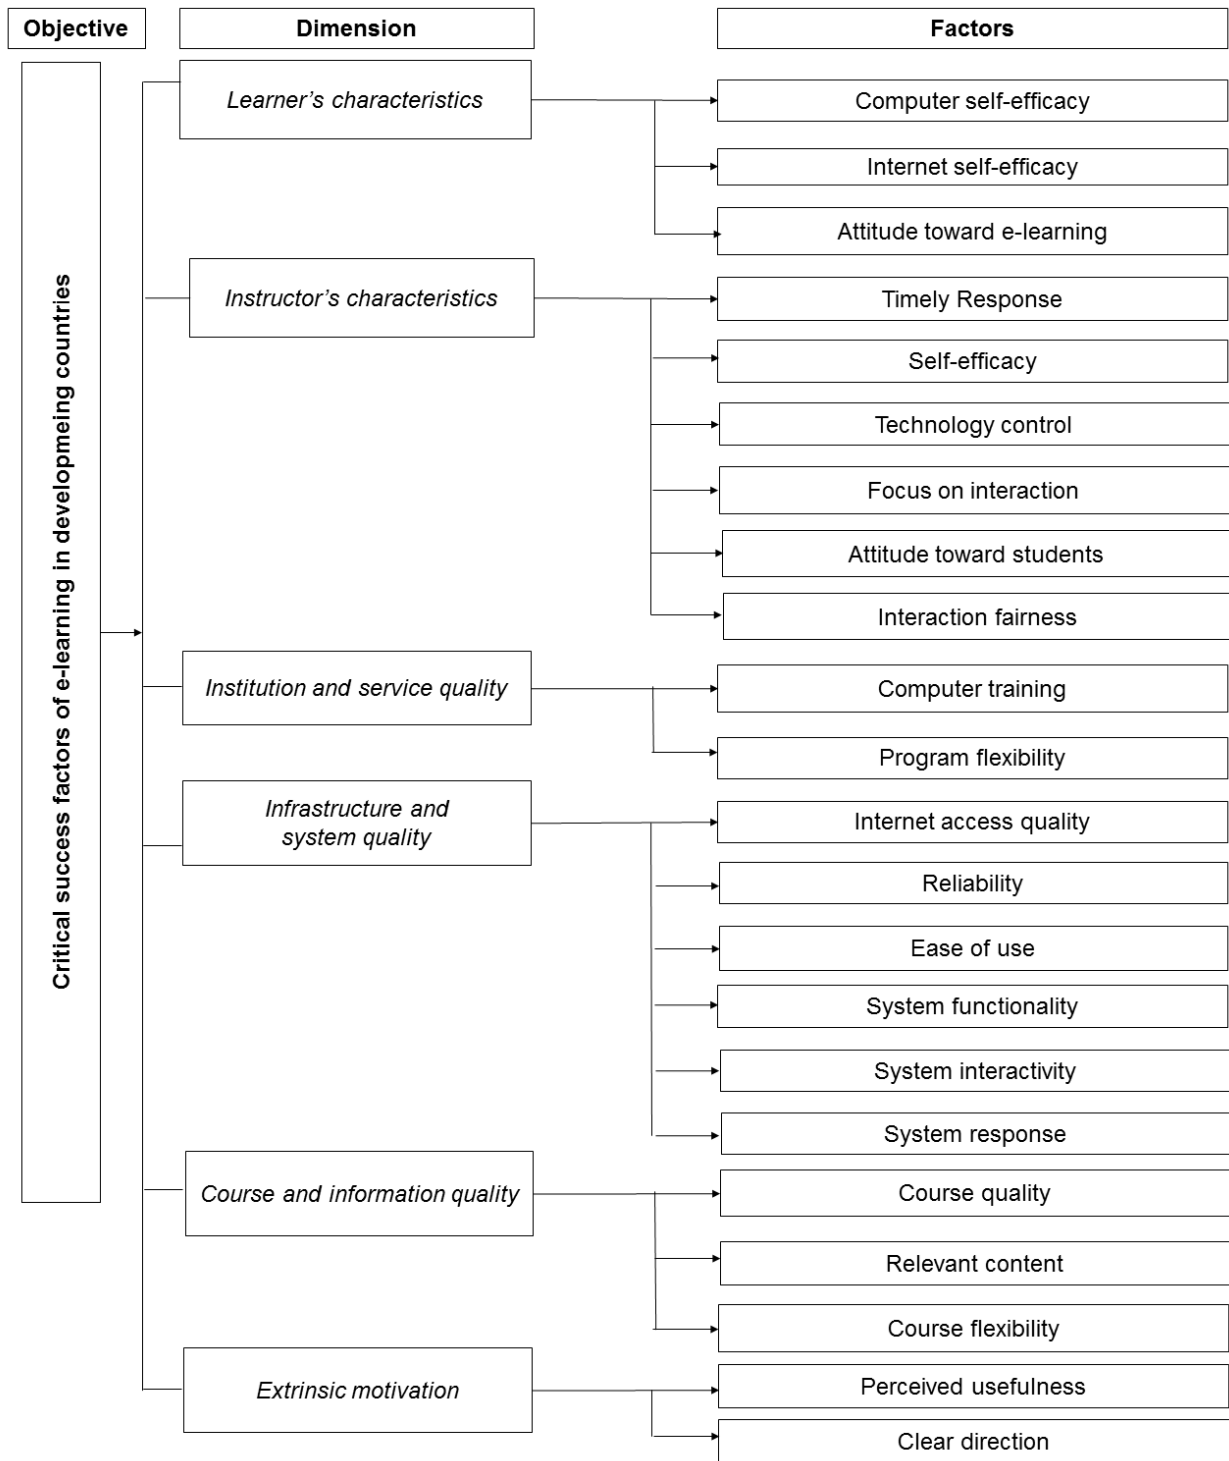 Objective
Dimension
Factors
Critical success factors of e-learning in developmeing countries
Learner's characteristics
Computer self-efficacy
Internet self-efficacy
Attitude toward e-learning
Instructor's characteristics
Timely Response
Self-efficacy
Technology control
Focus on interaction
Attitude toward students
Interaction fairness
Institution and service quality
Computer training
Program flexibility
Infrastructure and
system quality
Internet access quality
Reliability
Ease of use
System functionality
System interactivity
System response
Course and information quality
Course quality
Relevant content
Course flexibility
Extrinsic motivation
Perceived usefulness
Clear direction